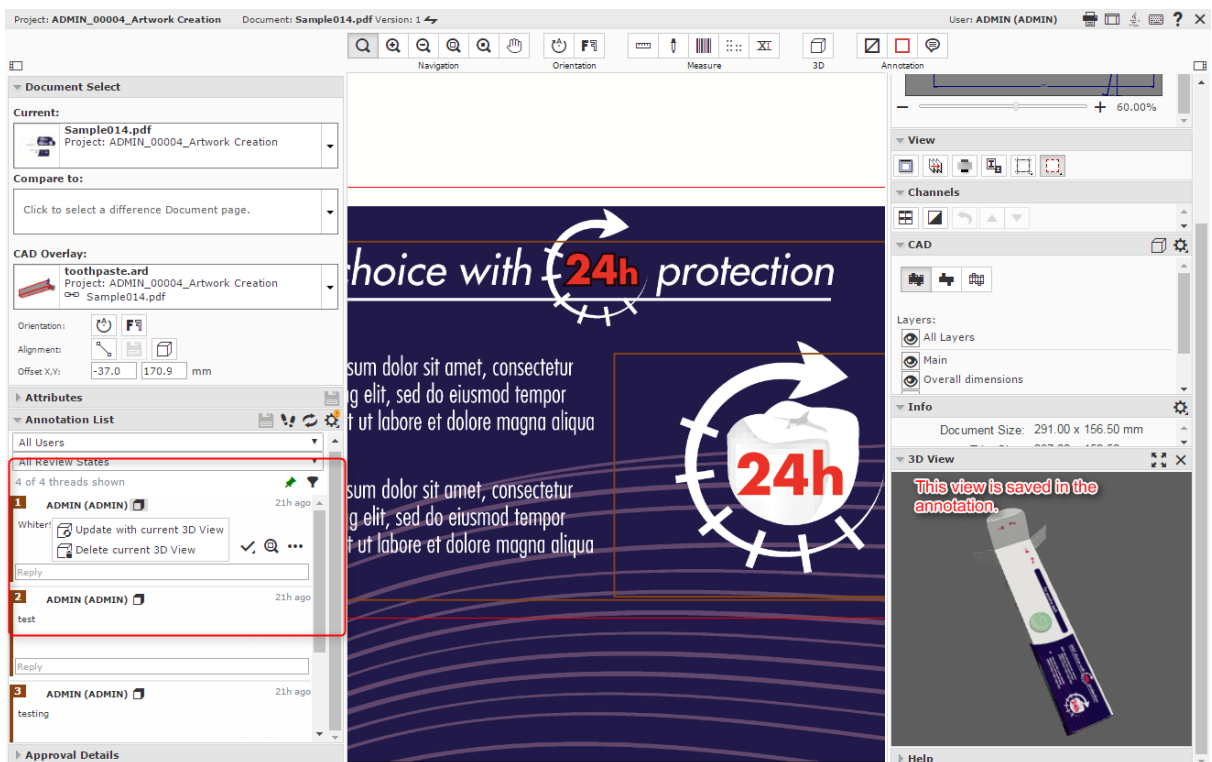 Project: ADMIN_00004_Artwork Creation Document: Sample014.pdf Version: 1
User: ADMIN (ADMIN)
Navigation
Orientation
Measure
3D
Annotation
Document Select
Current:
Sample014.pdf
Project: ADMIN_00004_Artwork Creation
Compare to:
Click to select a difference Document page.
CAD Overlay:
toothpaste.ard
Project: ADMIN_00004_Artwork Creation
Sample014.pdf
Orientation:
Alignment:
Offset X,Y: -37.0 170.9 mm
Attributes
Annotation List
All Users
All Review States
4 of 4 threads shown
1 ADMIN (ADMIN) 21h ago
Whiter!
Update with current 3D View
Delete current 3D View
Reply
2 ADMIN (ADMIN) 21h ago
test
Reply
3 ADMIN (ADMIN) 21h ago
testing
Approval Details
choice with 24h protection
sum dolor sit amet, consectetur
g elit, sed do eiusmod tempor
t ut labore et dolore magna aliqua
24h
sum dolor sit amet, consectetur
g elit, sed do eiusmod tempor
t ut labore et dolore magna aliqua
60.00%
View
Channels
CAD
Layers:
All Layers
Main
Overall dimensions
Info
Document Size: 291.00 x 156.50 mm
3D View
This view is saved in the
annotation.
24h
Help